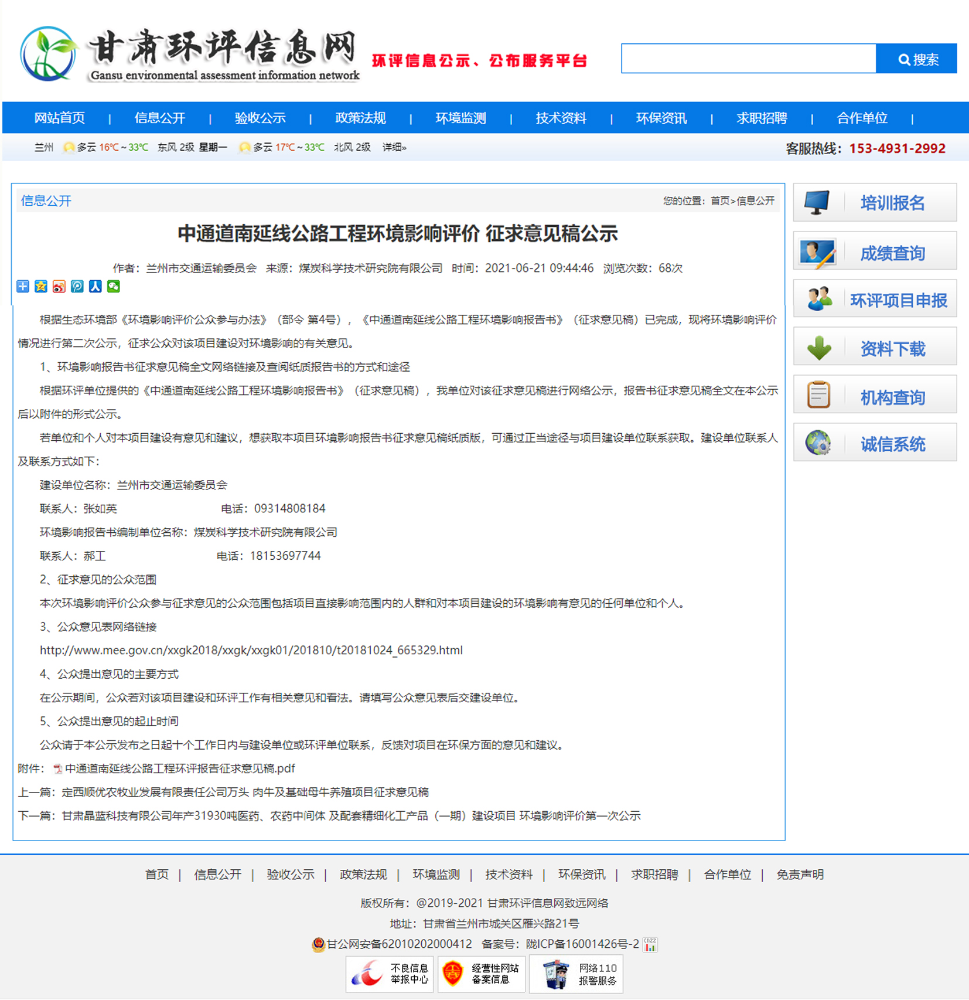 甘肃环评信息网
Gansu environmental assessment information network
环评信息公示、公布服务平台
搜索
网站首页 | 信息公开 | 验收公示 | 政策法规 | 环境监测 | 技术资料 | 环保资讯 | 求职招聘 | 合作单位 |
兰州 多云 16℃～33℃ 东风 2级 星期一 多云 17℃～33℃ 北风 2级 详细»
客服热线：153-4931-2992
信息公开
您的位置：首页>信息公开
中通道南延线公路工程环境影响评价 征求意见稿公示
作者：兰州市交通运输委员会 来源：煤炭科学技术研究院有限公司 时间：2021-06-21 09:44:46 浏览次数：68次
根据生态环境部《环境影响评价公众参与办法》（部令 第4号），《中通道南延线公路工程环境影响报告书》（征求意见稿）已完成，现将环境影响评价
情况进行第二次公示，征求公众对该项目建设对环境影响的有关意见。
1、环境影响报告书征求意见稿全文网络链接及查阅纸质报告书的方式和途径
根据环评单位提供的《中通道南延线公路工程环境影响报告书》（征求意见稿），我单位对该征求意见稿进行网络公示，报告书征求意见稿全文在本公示
后以附件的形式公示。
若单位和个人对本项目建设有意见和建议，想获取本项目环境影响报告书征求意见稿纸质版，可通过正当途径与项目建设单位联系获取。建设单位联系人
及联系方式如下：
建设单位名称：兰州市交通运输委员会
联系人：张如英 电话：09314808184
环境影响报告书编制单位名称：煤炭科学技术研究院有限公司
联系人：郝工 电话：18153697744
2、征求意见的公众范围
本次环境影响评价公众参与征求意见的公众范围包括项目直接影响范围内的人群和对本项目建设的环境影响有意见的任何单位和个人。
3、公众意见表网络链接
http://www.mee.gov.cn/xxgk2018/xxgk/xxgk01/201810/t20181024_665329.html
4、公众提出意见的主要方式
在公示期间，公众若对该项目建设和环评工作有相关意见和看法。请填写公众意见表后交建设单位。
5、公众提出意见的起止时间
公众请于本公示发布之日起十个工作日内与建设单位或环评单位联系，反馈对项目在环保方面的意见和建议。
附件： 中通道南延线公路工程环评报告征求意见稿.pdf
上一篇：定西顺优农牧业发展有限责任公司万头 肉牛及基础母牛养殖项目征求意见稿
下一篇：甘肃晶蓝科技有限公司年产31930吨医药、农药中间体 及配套精细化工产品（一期）建设项目 环境影响评价第一次公示
培训报名
成绩查询
环评项目申报
资料下载
机构查询
诚信系统
首页 | 信息公开 | 验收公示 | 政策法规 | 环境监测 | 技术资料 | 环保资讯 | 求职招聘 | 合作单位 | 免责声明
版权所有：@2019-2021 甘肃环评信息网致远网络
地址：甘肃省兰州市城关区雁兴路21号
甘公网安备62010202000412 备案号：陇ICP备16001426号-2 CNZZ
不良信息
举报中心
经营性网站
备案信息
网络110
报警服务